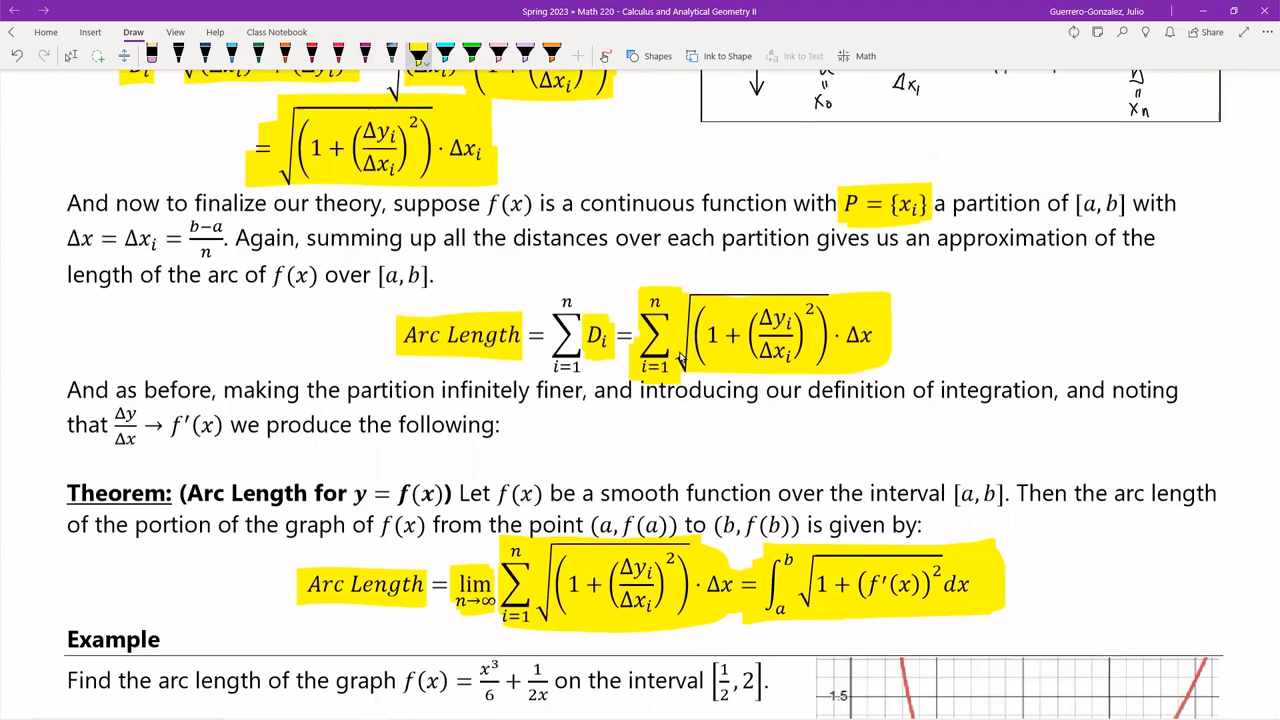 Spring 2023 » Math 220 - Calculus and Analytical Geometry II
Guerrero-Gonzalez, Julio
Home Insert Draw View Help Class Notebook
Share
Shapes Ink to Shape Ink to Text Math
= √((1 + (Δy_i/Δx_i)^2)) · Δx_i
x_0 Δx_1 x_n
And now to finalize our theory, suppose f(x) is a continuous function with P = {x_i} a partition of [a, b] with
Δx = Δx_i = (b−a)/n. Again, summing up all the distances over each partition gives us an approximation of the
length of the arc of f(x) over [a, b].
Arc Length = ∑_{i=1}^{n} D_i = ∑_{i=1}^{n} √((1 + (Δy_i/Δx_i)^2)) · Δx
And as before, making the partition infinitely finer, and introducing our definition of integration, and noting
that Δy/Δx → f′(x) we produce the following:
Theorem: (Arc Length for y = f(x)) Let f(x) be a smooth function over the interval [a, b]. Then the arc length
of the portion of the graph of f(x) from the point (a, f(a)) to (b, f(b)) is given by:
Arc Length = lim_{n→∞} ∑_{i=1}^{n} √((1 + (Δy_i/Δx_i)^2)) · Δx = ∫_a^b √(1 + (f′(x))^2) dx
Example
Find the arc length of the graph f(x) = x^3/6 + 1/2x on the interval [1/2, 2].
1.5